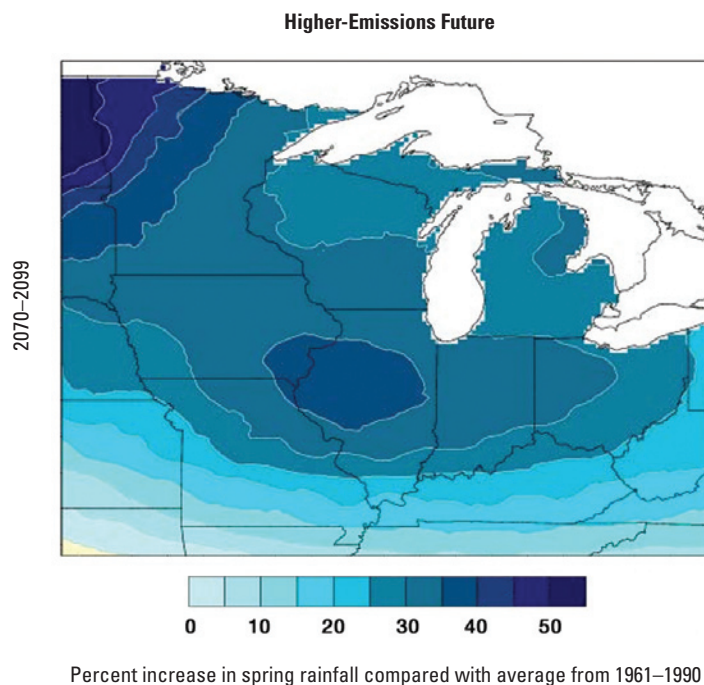 Higher-Emissions Future
2070–2099
0 10 20 30 40 50
Percent increase in spring rainfall compared with average from 1961–1990